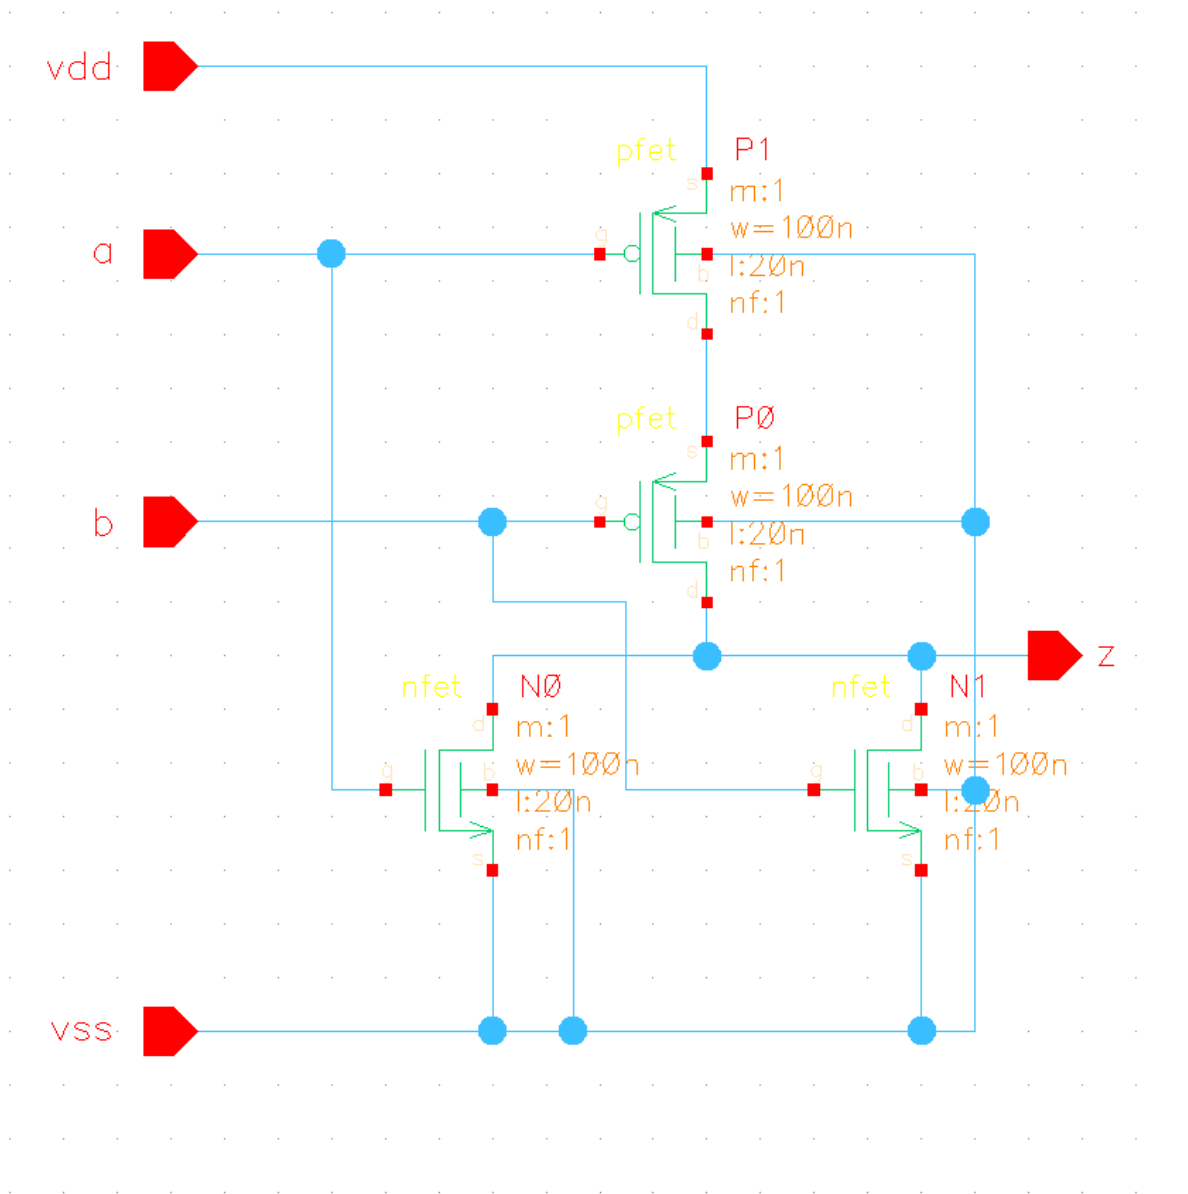 vdd
pfet P1
s
m:1
w=100n
g
a
l:20n
b
nf:1
d
pfet P0
s
m:1
w=100n
g
b
l:20n
b
nf:1
d
z
nfet N0
d
m:1
w=100n
g
b
l:20n
nf:1
s
nfet N1
d
m:1
w=100n
g
b
l:20n
nf:1
s
vss